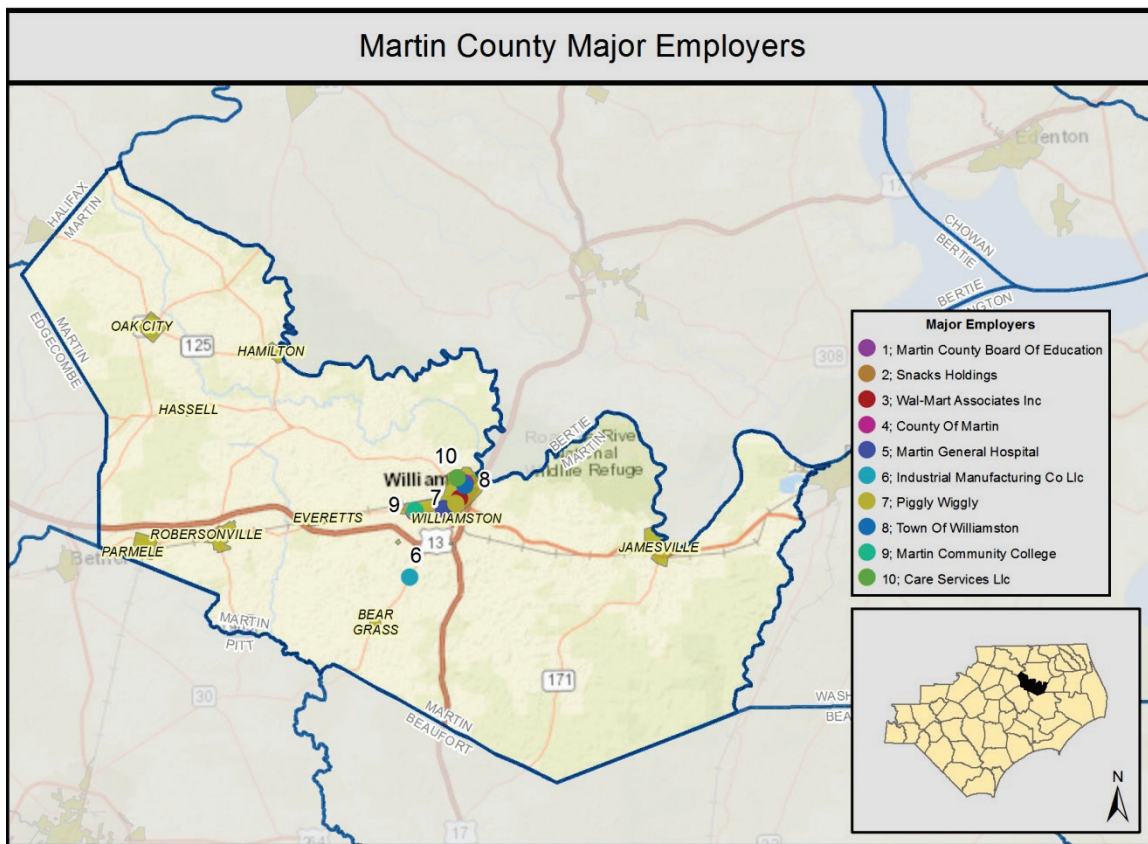 Martin County Major Employers
Edenton
17
HALIFAX
MARTIN
CHOWAN
BERTIE
BERTIE
MARTIN
EDGECOMBE
OAK CITY
125
HAMILTON
HASSELL
308
BERTIE
MARTIN
Wildlife Refuge
10
8
7
9
WILLIAMSTON
EVERETTS
ROBERSONVILLE
PARMELE
13
6
JAMESVILLE
BEAR
GRASS
MARTIN
PITT
171
30
MARTIN
BEAUFORT
17
Major Employers
1; Martin County Board Of Education
2; Snacks Holdings
3; Wal-Mart Associates Inc
4; County Of Martin
5; Martin General Hospital
6; Industrial Manufacturing Co Llc
7; Piggly Wiggly
8; Town Of Williamston
9; Martin Community College
10; Care Services Llc
N